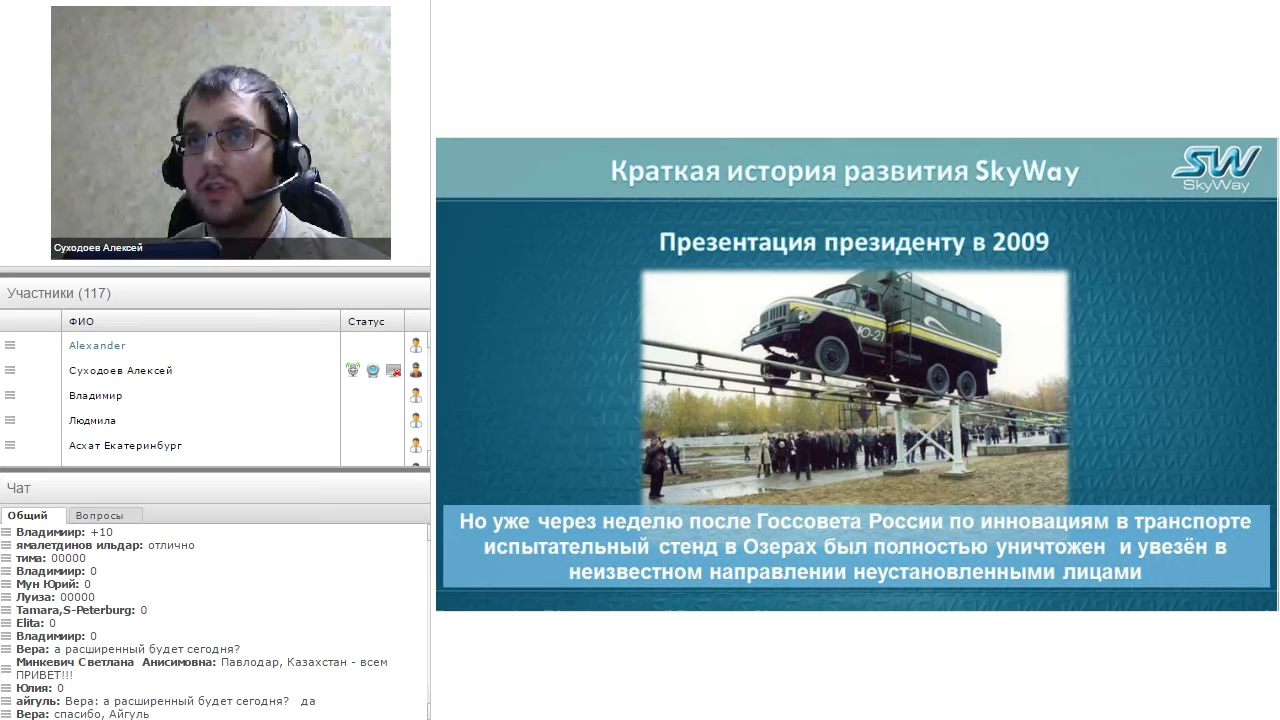 Суходоев Алексей
Участники (117)
ФИО
Статус
Alexander
Суходоев Алексей
Владимир
Людмила
Асхат Екатеринбург
Чат
Общий
Вопросы
Владимиир: +10
ямалетдинов ильдар: отлично
тима: 00000
Владимиир: 0
Мун Юрий: 0
Луиза: 00000
Tamara,S-Peterburg: 0
Elita: 0
Владимиир: 0
Вера: а расширенный будет сегодня?
Минкевич Светлана Анисимовна: Павлодар, Казахстан - всем
ПРИВЕТ!!!
Юлия: 0
айгуль: Вера: а расширенный будет сегодня? да
Вера: спасибо, Айгуль
Краткая история развития SkyWay
SW
SkyWay
Презентация президенту в 2009
Ю-21
Но уже через неделю после Госсовета России по инновациям в транспорте
испытательный стенд в Озерах был полностью уничтожен и увезён в
неизвестном направлении неустановленными лицами